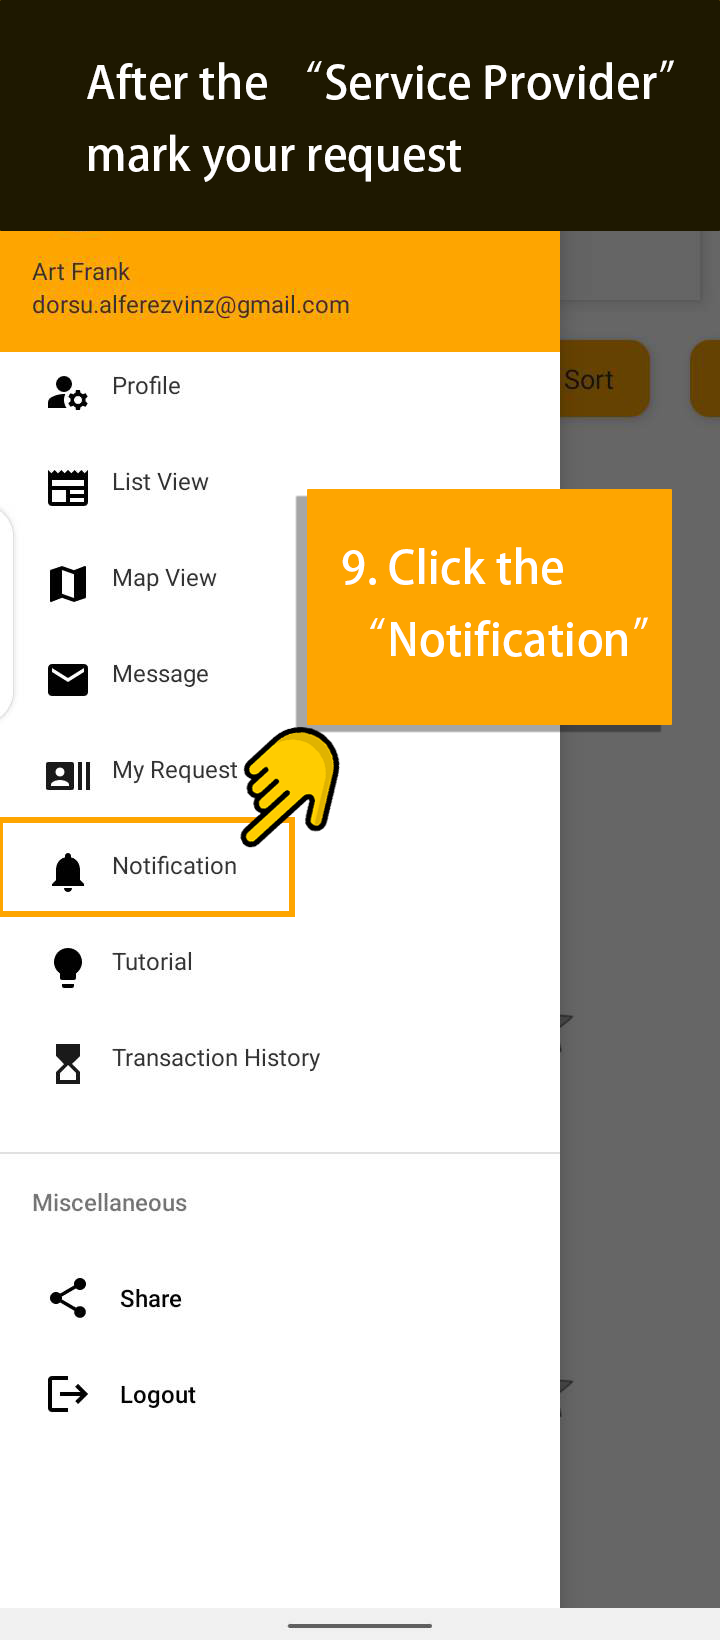 After the “Service Provider”
mark your request
Art Frank
dorsu.alferezvinz@gmail.com
Profile
Sort
List View
9. Click the
“Notification”
Map View
Message
My Request
Notification
Tutorial
Transaction History
Miscellaneous
Share
Logout